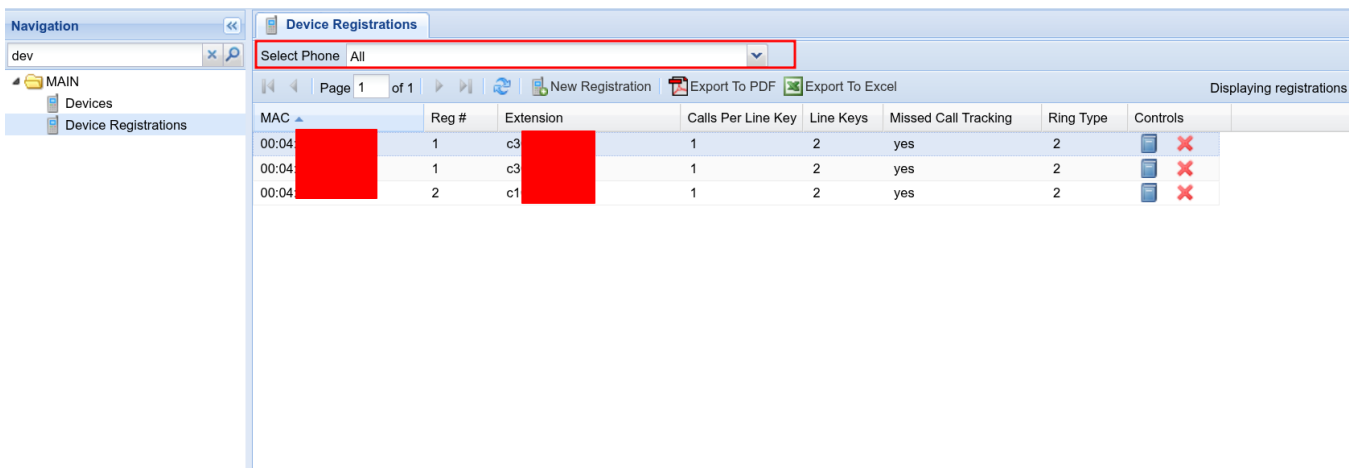 Navigation
dev
MAIN
Devices
Device Registrations
Device Registrations
Select Phone All
Page 1 of 1 New Registration Export To PDF Export To Excel Displaying registrations
MAC Reg # Extension Calls Per Line Key Line Keys Missed Call Tracking Ring Type Controls
00:04: 1 c3 1 2 yes 2
00:04: 1 c3 1 2 yes 2
00:04: 2 c1 1 2 yes 2